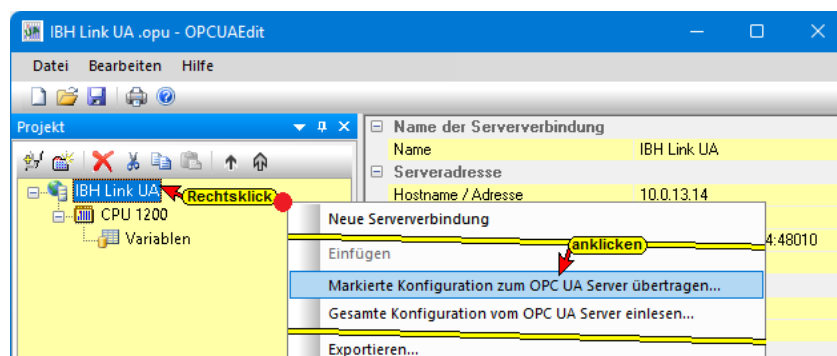 IBH Link UA .opu - OPCUAEdit
Datei Bearbeiten Hilfe
Projekt
Name der Serververbindung
Name IBH Link UA
Serveradresse
Hostname / Adresse 10.0.13.14
IBH Link UA
Rechtsklick
CPU 1200
Variablen
Neue Serververbindung
anklicken
4:48010
Einfügen
Markierte Konfiguration zum OPC UA Server übertragen...
Gesamte Konfiguration vom OPC UA Server einlesen...
Exportieren...